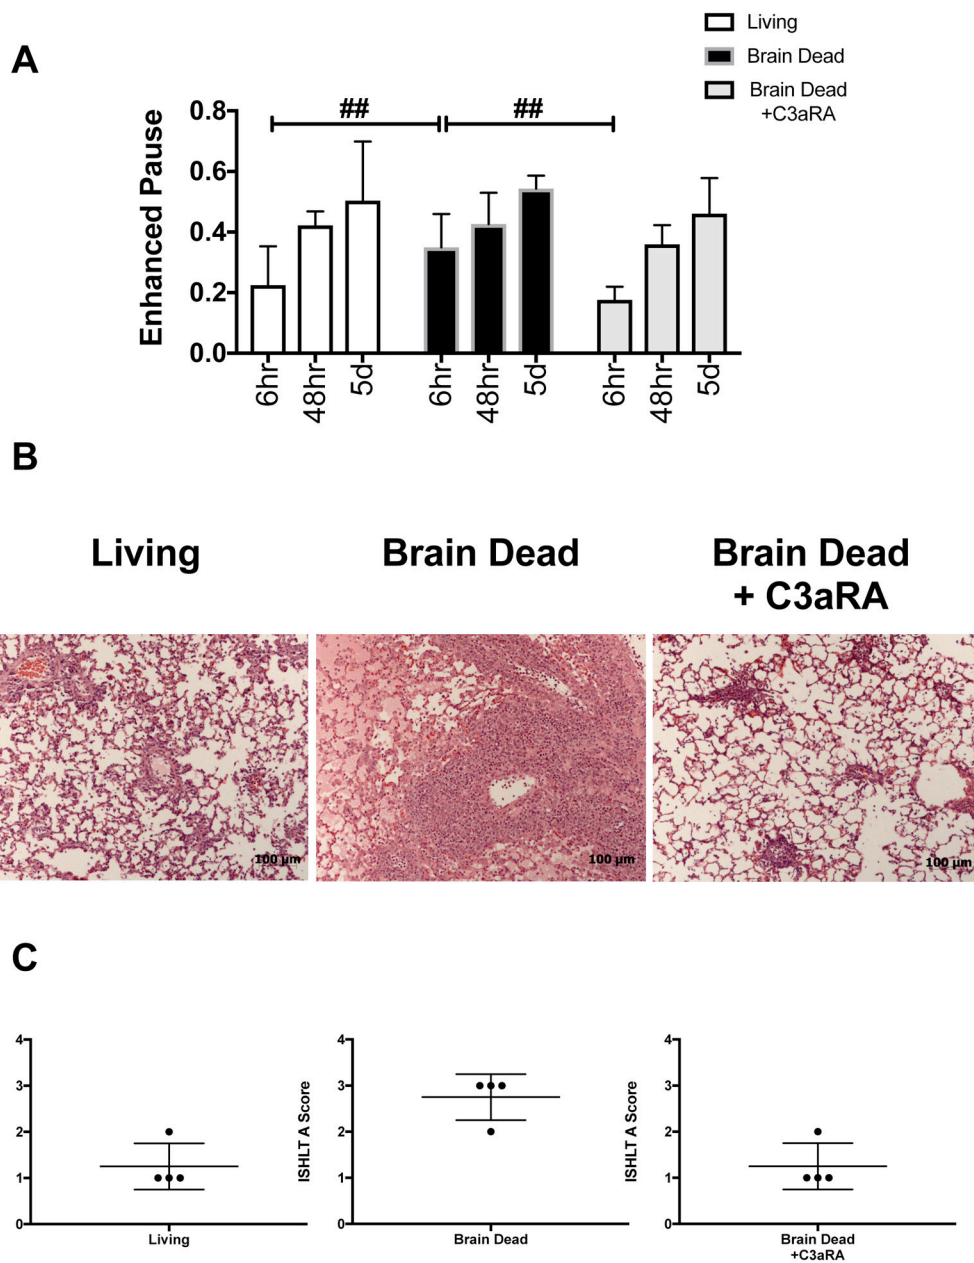 A
Living
Brain Dead
Brain Dead
+C3aRA
Enhanced Pause
0.8
0.6
0.4
0.2
0.0
##
##
6hr
48hr
5d
6hr
48hr
5d
6hr
48hr
5d
B
Living
Brain Dead
Brain Dead
+ C3aRA
100 µm
100 µm
100 µm
C
4
3
2
1
0
Living
ISHLT A Score
4
3
2
1
0
Brain Dead
ISHLT A Score
4
3
2
1
0
Brain Dead
+C3aRA